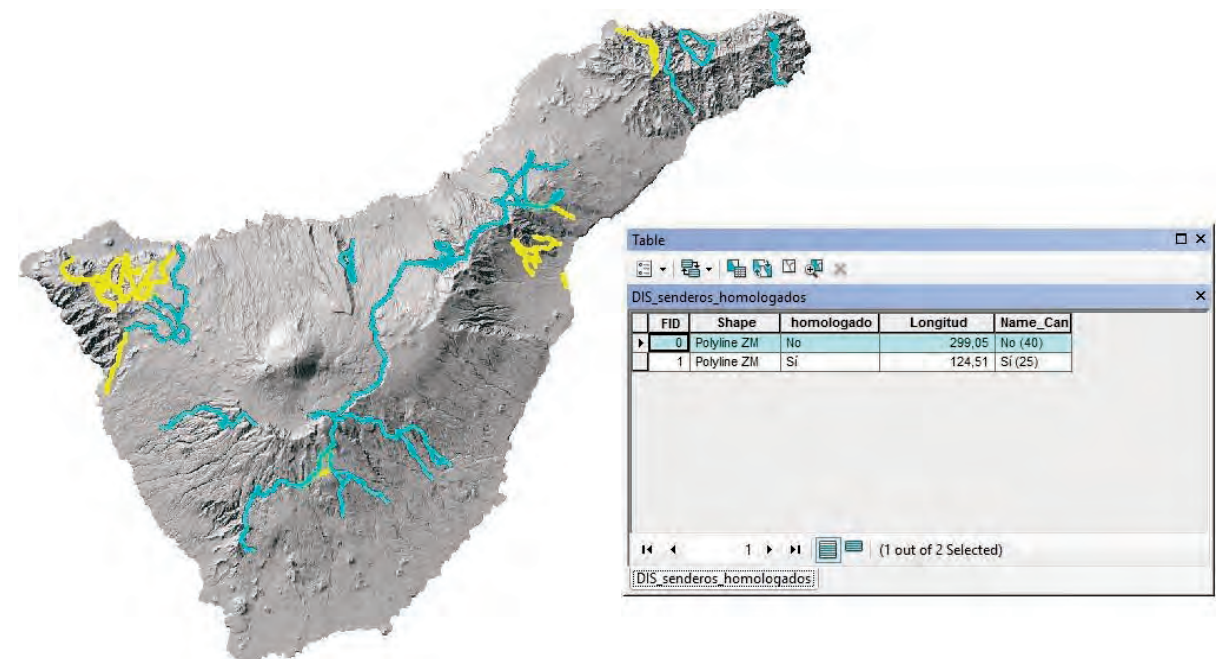 Table
DIS_senderos_homologados
FID Shape homologado Longitud Name_Can
0 Polyline ZM No 299,05 No (40)
1 Polyline ZM Sí 124,51 Sí (25)
1 (1 out of 2 Selected)
DIS_senderos_homologados